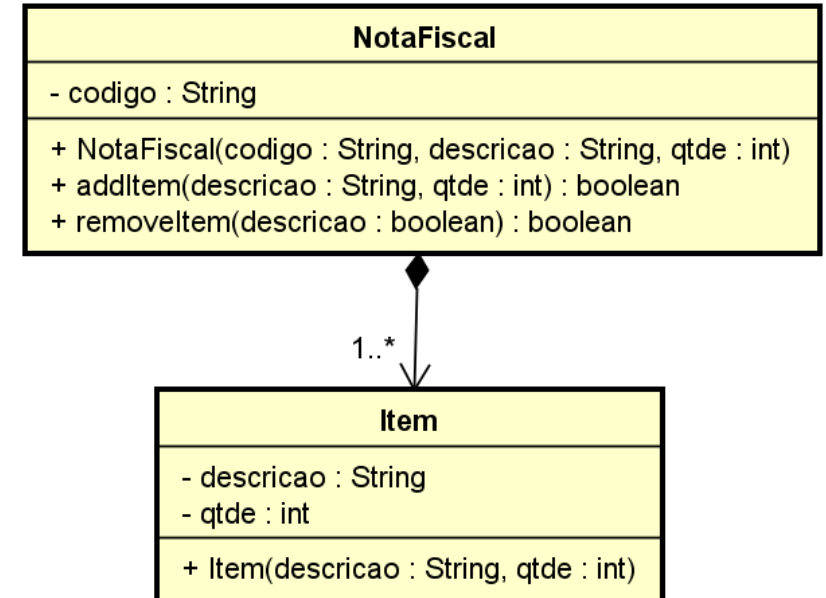 NotaFiscal
- codigo : String
+ NotaFiscal(codigo : String, descricao : String, qtde : int)
+ addItem(descricao : String, qtde : int) : boolean
+ removeItem(descricao : boolean) : boolean
1..*
Item
- descricao : String
- qtde : int
+ Item(descricao : String, qtde : int)